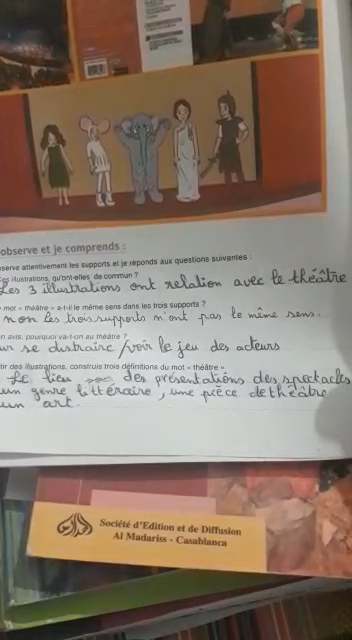 observe et je comprends :
serve attentivement les supports et je réponds aux questions suivantes :
es illustrations, qu'ont-elles de commun ?
Les 3 illustrations ont relation avec le théâtre
mot « théâtre » a-t-il le même sens dans les trois supports ?
non les trois supports n'ont pas le même sens.
n avis, pourquoi va-t-on au théâtre ?
ur se distraire / voir le jeu des acteurs
tir des illustrations, construis trois définitions du mot « théâtre »
Le lieu des présentations des spectacles
un genre littéraire, une pièce de théâtre
un art.
Société d'Edition et de Diffusion
Al Madariss - Casablanca